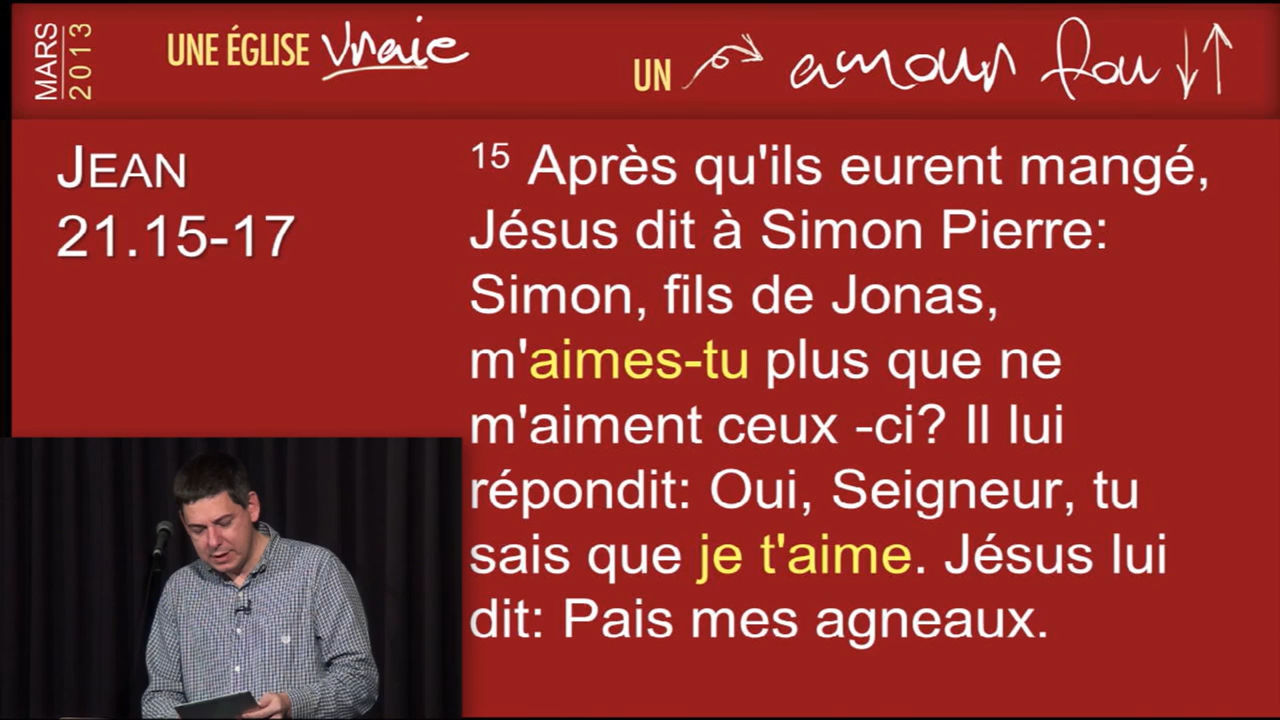 MARS
2013
UNE ÉGLISE vraie
UN amour fou
JEAN
21.15-17
15 Après qu'ils eurent mangé,
Jésus dit à Simon Pierre:
Simon, fils de Jonas,
m'aimes-tu plus que ne
m'aiment ceux -ci? Il lui
répondit: Oui, Seigneur, tu
sais que je t'aime. Jésus lui
dit: Pais mes agneaux.